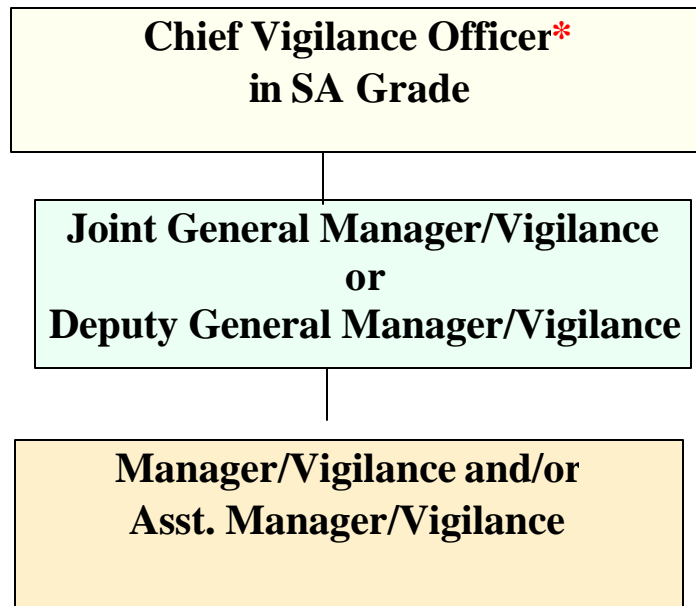 Chief Vigilance Officer*
in SA Grade
Joint General Manager/Vigilance
or
Deputy General Manager/Vigilance
Manager/Vigilance and/or
Asst. Manager/Vigilance